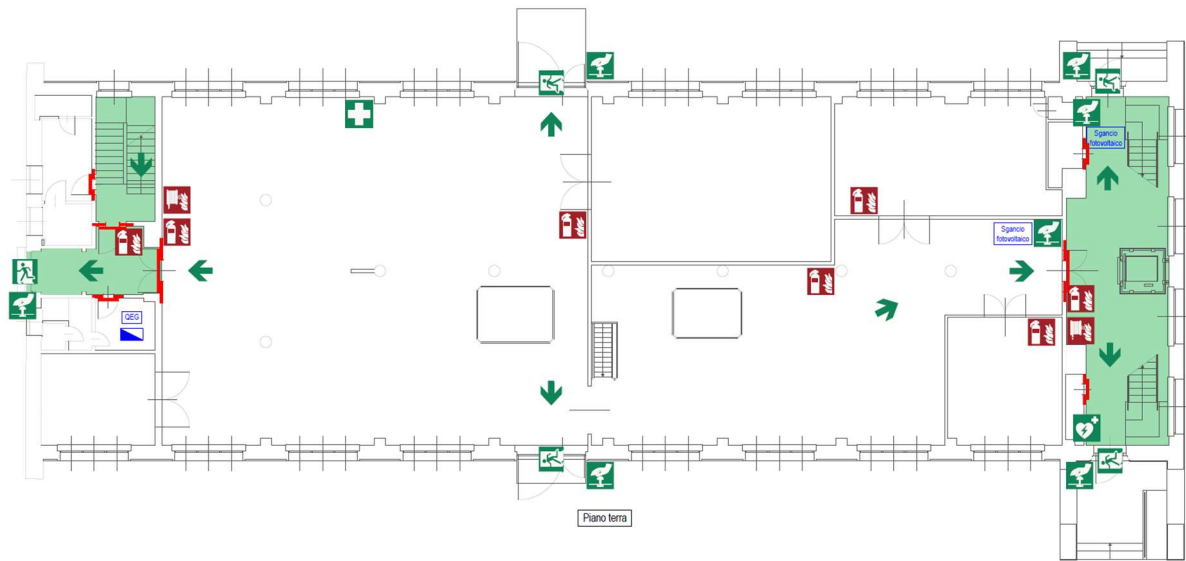 Sgancio
fotovoltaico
Sgancio
fotovoltaico
QEG
Piano terra